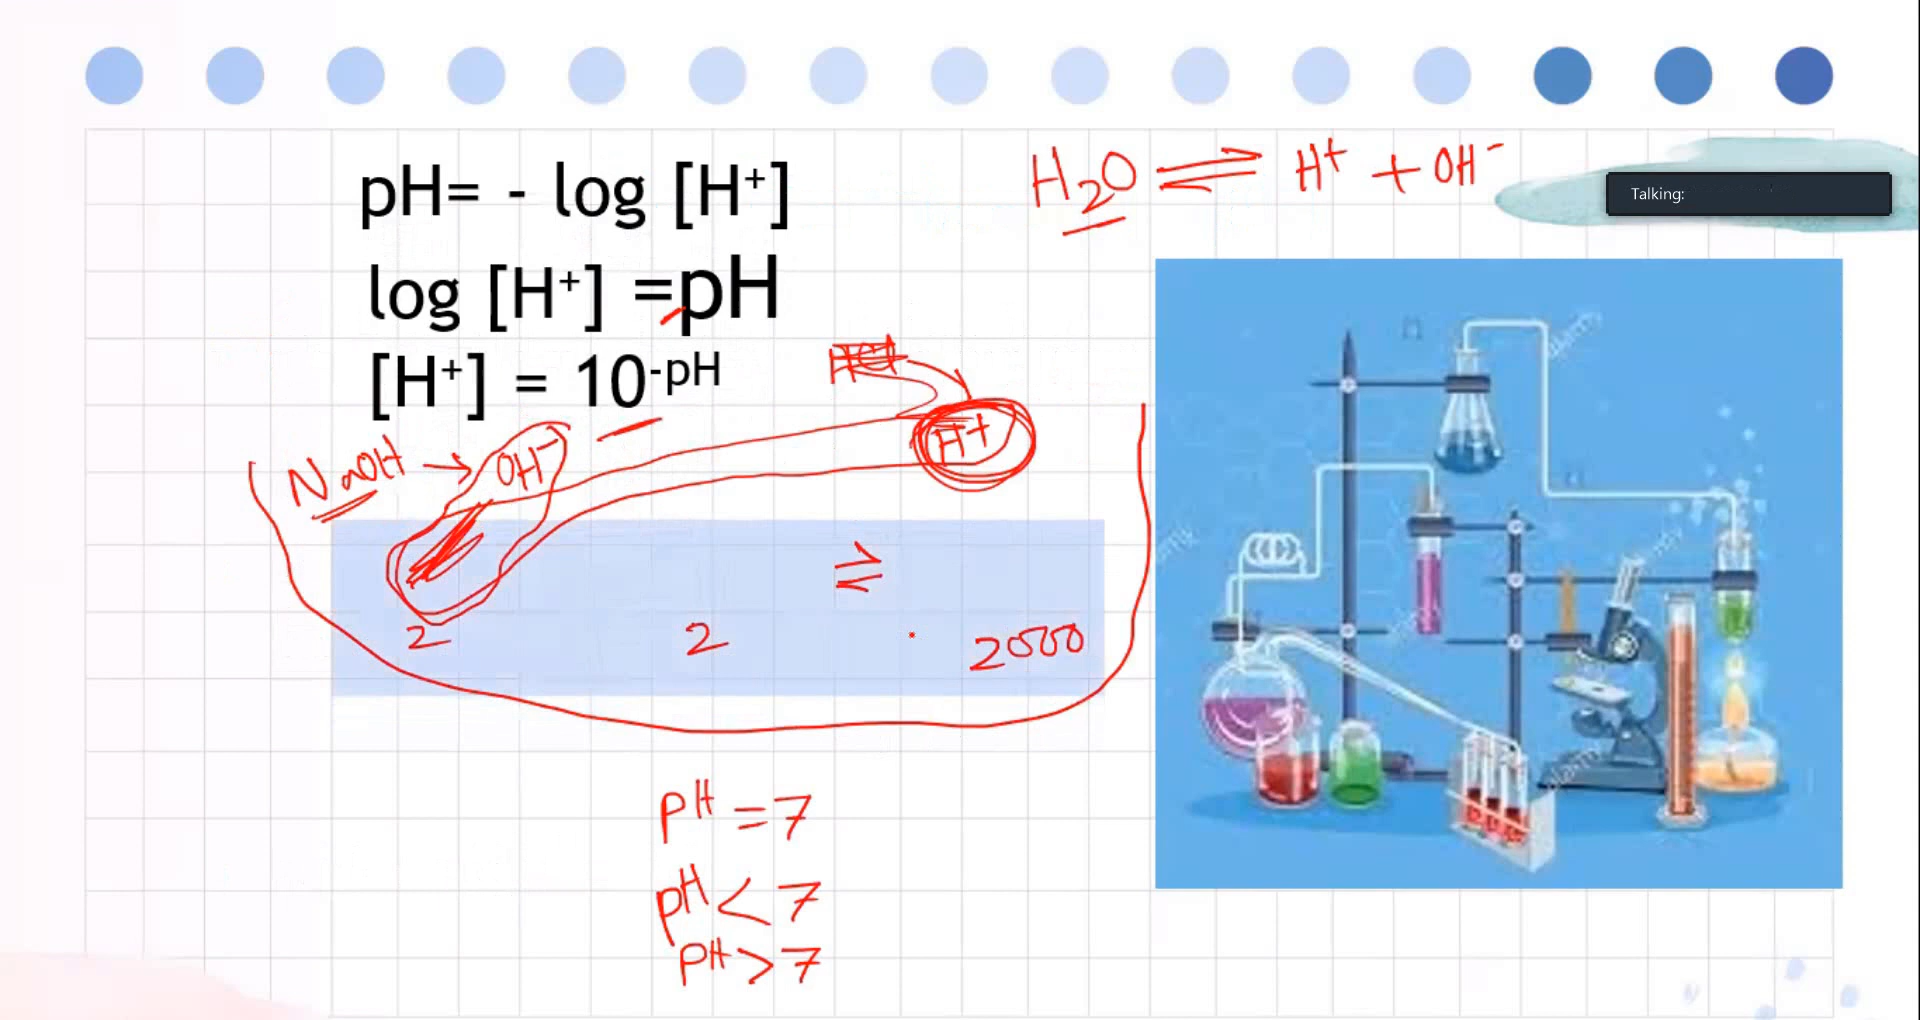 pH= - log [H⁺]
H₂O ⇌ H⁺ + OH⁻
Talking:
log [H⁺] =-pH
[H⁺] = 10⁻ᵖᴴ
HCl
H⁺
NaOH → OH⁻
⇌
2 2 2000
pH = 7
pH < 7
pH > 7